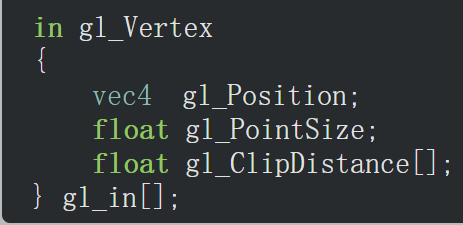 in gl_Vertex
{
    vec4  gl_Position;
    float gl_PointSize;
    float gl_ClipDistance[];
} gl_in[];